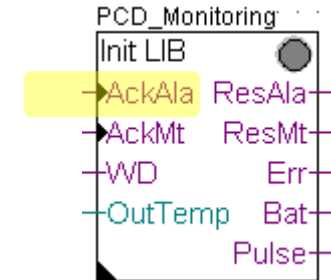 PCD_Monitoring
Init LIB
AckAla ResAla
AckMt ResMt
WD Err
OutTemp Bat
Pulse